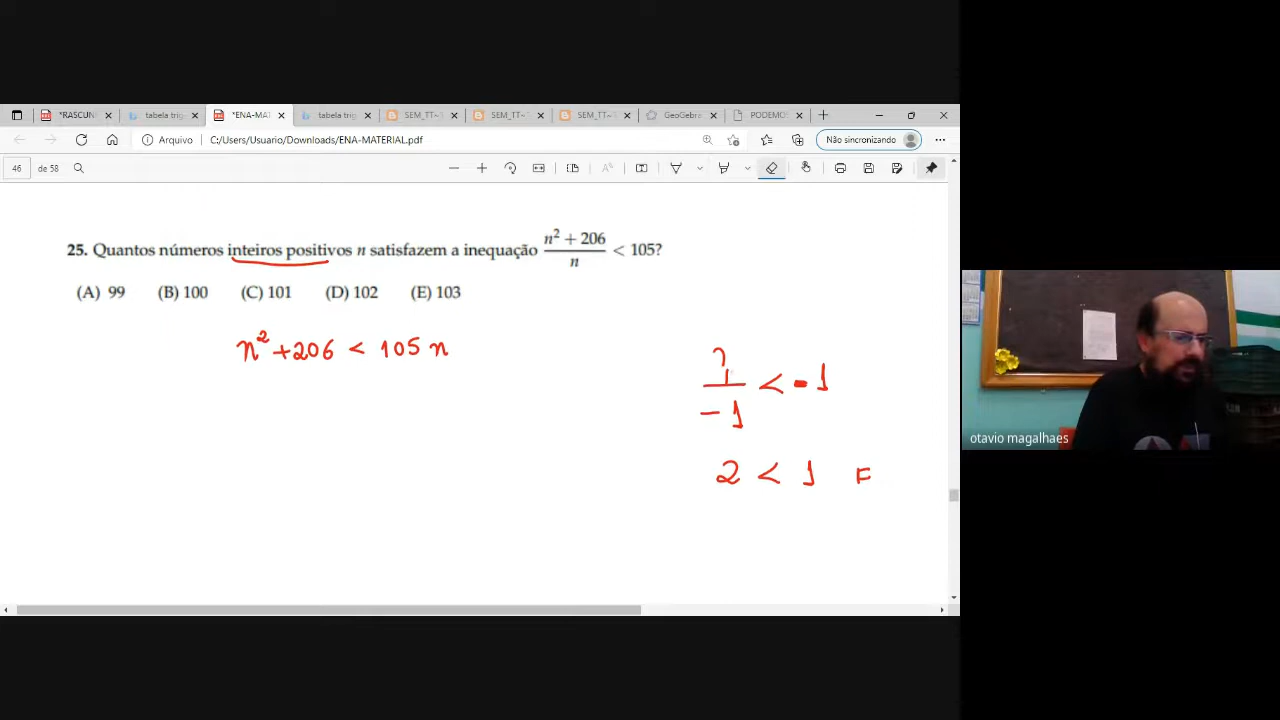 *RASCUN
tabela trig
*ENA-MAT
tabela trig
SEM_TT~
SEM_TT~
SEM_TT~
GeoGebra
PODEMO
Arquivo C:/Users/Usuario/Downloads/ENA-MATERIAL.pdf
Não sincronizando
46 de 58
25. Quantos números inteiros positivos n satisfazem a inequação (n² + 206)/n < 105?
(A) 99 (B) 100 (C) 101 (D) 102 (E) 103
n² + 206 < 105 n
-1
< -1
2 < 1 F
otavio magalhaes